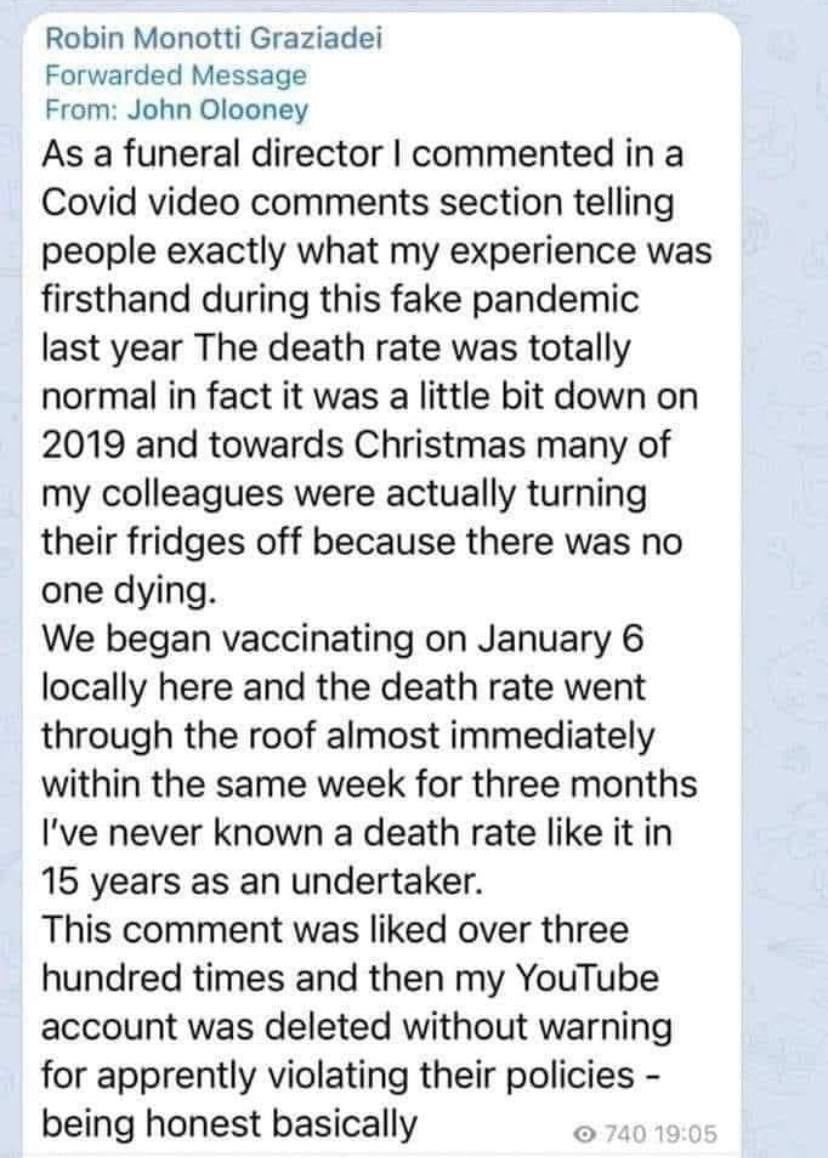 Robin Monotti Graziadei
Forwarded Message
From: John Olooney
As a funeral director I commented in a
Covid video comments section telling
people exactly what my experience was
firsthand during this fake pandemic
last year The death rate was totally
normal in fact it was a little bit down on
2019 and towards Christmas many of
my colleagues were actually turning
their fridges off because there was no
one dying.
We began vaccinating on January 6
locally here and the death rate went
through the roof almost immediately
within the same week for three months
I've never known a death rate like it in
15 years as an undertaker.
This comment was liked over three
hundred times and then my YouTube
account was deleted without warning
for apprently violating their policies -
being honest basically
740 19:05